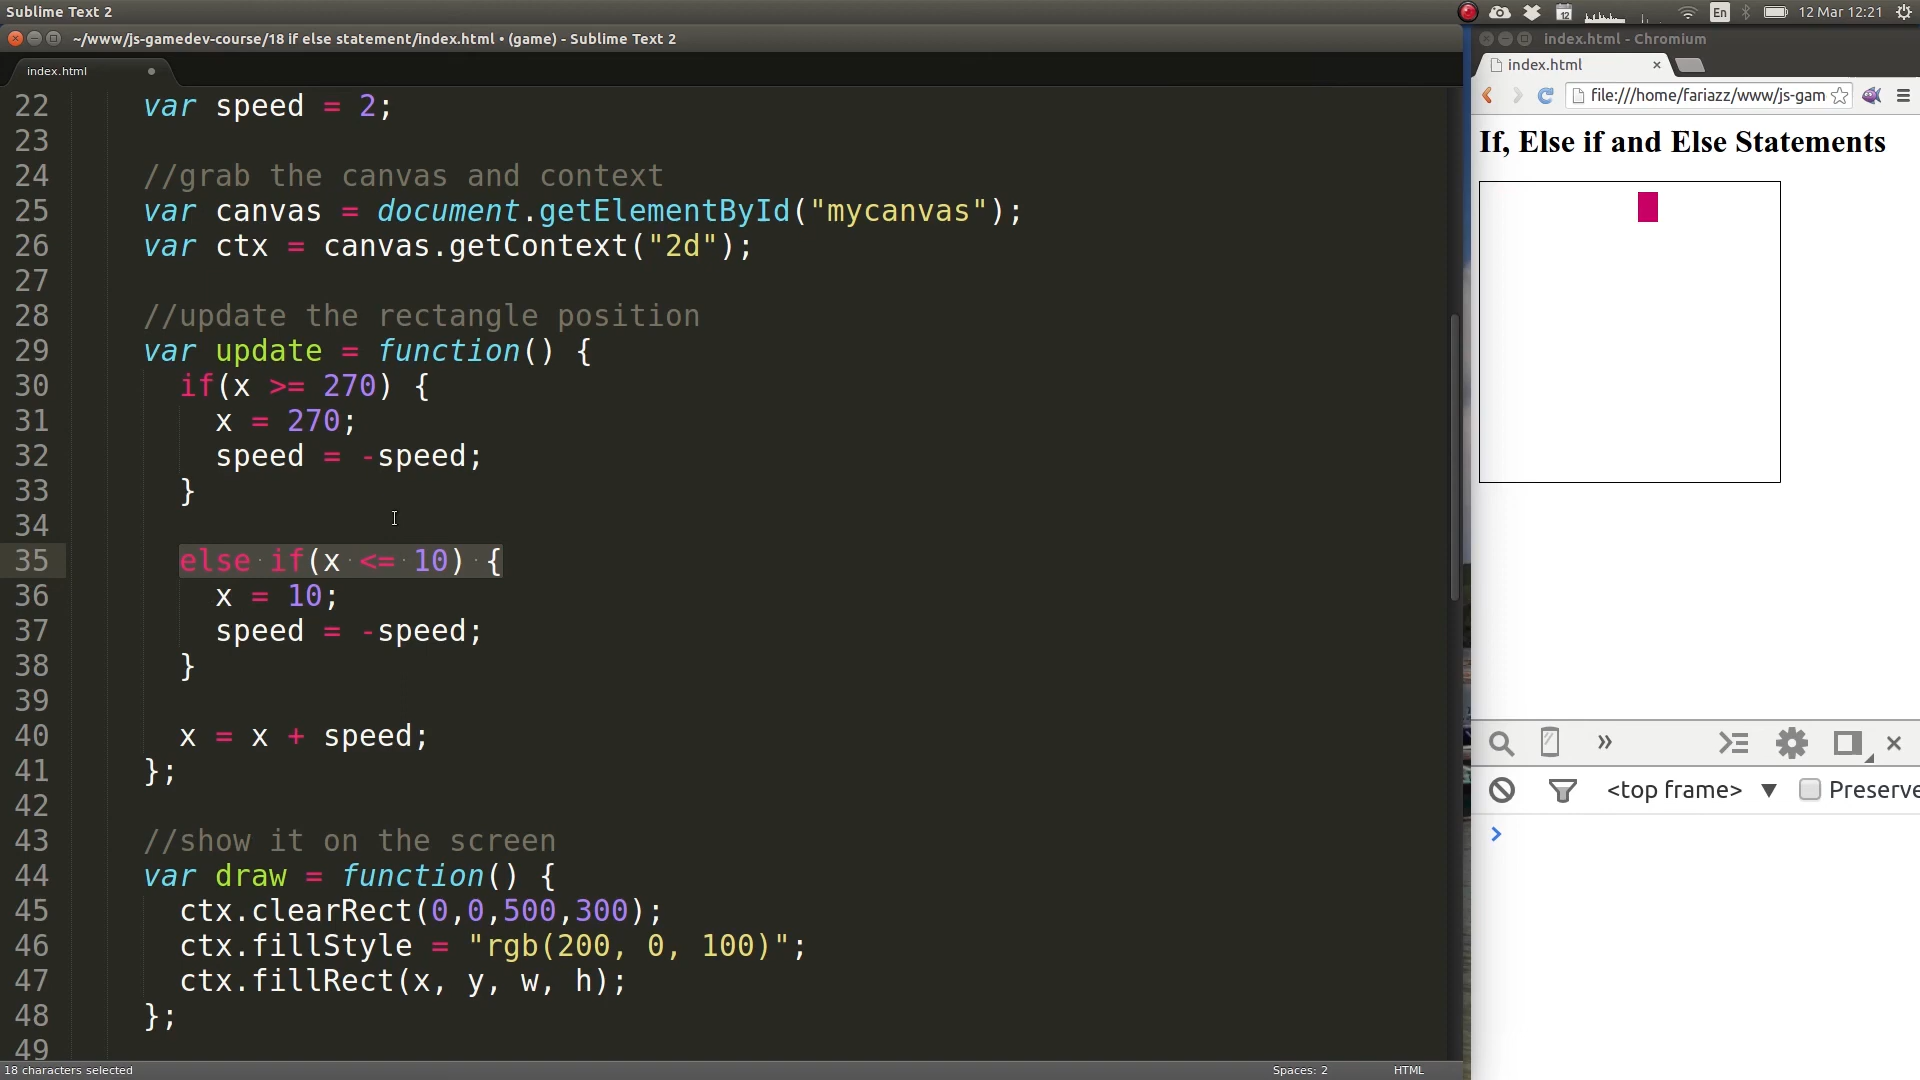 Sublime Text 2
En
12 Mar 12:21
~/www/js-gamedev-course/18 if else statement/index.html • (game) - Sublime Text 2
index.html
22 var speed = 2;
23
24 //grab the canvas and context
25 var canvas = document.getElementById("mycanvas");
26 var ctx = canvas.getContext("2d");
27
28 //update the rectangle position
29 var update = function() {
30 if(x >= 270) {
31 x = 270;
32 speed = -speed;
33 }
34
35 else if(x <= 10) {
36 x = 10;
37 speed = -speed;
38 }
39
40 x = x + speed;
41 };
42
43 //show it on the screen
44 var draw = function() {
45 ctx.clearRect(0,0,500,300);
46 ctx.fillStyle = "rgb(200, 0, 100)";
47 ctx.fillRect(x, y, w, h);
48 };
49
18 characters selected
Spaces: 2
HTML
index.html - Chromium
index.html
file:///home/fariazz/www/js-gam
If, Else if and Else Statements
<top frame>
Preserve